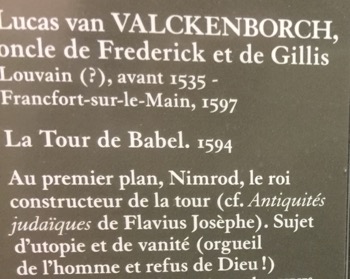 Lucas van VALCKENBORCH,
oncle de Frederick et de Gillis
Louvain (?), avant 1535 -
Francfort-sur-le-Main, 1597
La Tour de Babel. 1594
Au premier plan, Nimrod, le roi
constructeur de la tour (cf. Antiquités
judaïques de Flavius Josèphe). Sujet
d'utopie et de vanité (orgueil
de l'homme et refus de Dieu !)